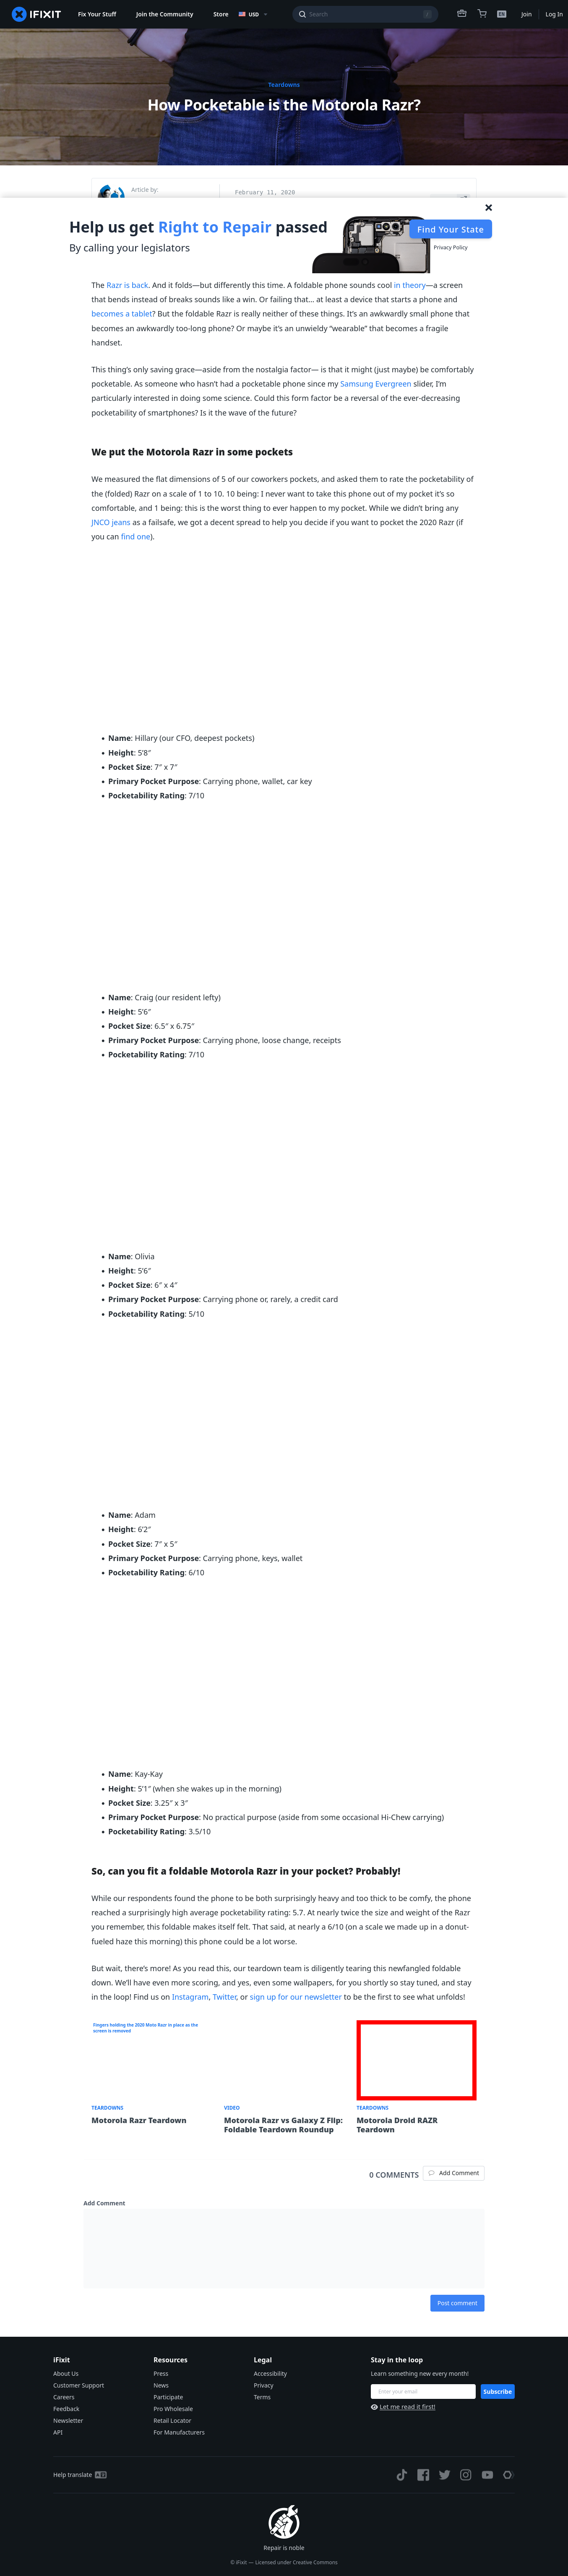 IFIXIT
Fix Your Stuff
Join the Community
Store
USD
Search
/
EN
Join
Log In
Teardowns
How Pocketable is the Motorola Razr?
Article by:
February 11, 2020
Help us get Right to Repair passed
By calling your legislators
Find Your State
Privacy Policy
The Razr is back. And it folds—but differently this time. A foldable phone sounds cool in theory—a screen
that bends instead of breaks sounds like a win. Or failing that… at least a device that starts a phone and
becomes a tablet? But the foldable Razr is really neither of these things. It's an awkwardly small phone that
becomes an awkwardly too-long phone? Or maybe it's an unwieldy "wearable" that becomes a fragile
handset.
This thing's only saving grace—aside from the nostalgia factor— is that it might (just maybe) be comfortably
pocketable. As someone who hasn't had a pocketable phone since my Samsung Evergreen slider, I'm
particularly interested in doing some science. Could this form factor be a reversal of the ever-decreasing
pocketability of smartphones? Is it the wave of the future?
We put the Motorola Razr in some pockets
We measured the flat dimensions of 5 of our coworkers pockets, and asked them to rate the pocketability of
the (folded) Razr on a scale of 1 to 10. 10 being: I never want to take this phone out of my pocket it's so
comfortable, and 1 being: this is the worst thing to ever happen to my pocket. While we didn't bring any
JNCO jeans as a failsafe, we got a decent spread to help you decide if you want to pocket the 2020 Razr (if
you can find one).
• Name: Hillary (our CFO, deepest pockets)
• Height: 5'8″
• Pocket Size: 7″ x 7″
• Primary Pocket Purpose: Carrying phone, wallet, car key
• Pocketability Rating: 7/10
• Name: Craig (our resident lefty)
• Height: 5'6″
• Pocket Size: 6.5″ x 6.75″
• Primary Pocket Purpose: Carrying phone, loose change, receipts
• Pocketability Rating: 7/10
• Name: Olivia
• Height: 5'6″
• Pocket Size: 6″ x 4″
• Primary Pocket Purpose: Carrying phone or, rarely, a credit card
• Pocketability Rating: 5/10
• Name: Adam
• Height: 6'2″
• Pocket Size: 7″ x 5″
• Primary Pocket Purpose: Carrying phone, keys, wallet
• Pocketability Rating: 6/10
• Name: Kay-Kay
• Height: 5'1″ (when she wakes up in the morning)
• Pocket Size: 3.25″ x 3″
• Primary Pocket Purpose: No practical purpose (aside from some occasional Hi-Chew carrying)
• Pocketability Rating: 3.5/10
So, can you fit a foldable Motorola Razr in your pocket? Probably!
While our respondents found the phone to be both surprisingly heavy and too thick to be comfy, the phone
reached a surprisingly high average pocketability rating: 5.7. At nearly twice the size and weight of the Razr
you remember, this foldable makes itself felt. That said, at nearly a 6/10 (on a scale we made up in a donut-
fueled haze this morning) this phone could be a lot worse.
But wait, there's more! As you read this, our teardown team is diligently tearing this newfangled foldable
down. We'll have even more scoring, and yes, even some wallpapers, for you shortly so stay tuned, and stay
in the loop! Find us on Instagram, Twitter, or sign up for our newsletter to be the first to see what unfolds!
Fingers holding the 2020 Moto Razr in place as the
screen is removed
TEARDOWNS
Motorola Razr Teardown
VIDEO
Motorola Razr vs Galaxy Z Flip:
Foldable Teardown Roundup
TEARDOWNS
Motorola Droid RAZR
Teardown
0 COMMENTS
Add Comment
Add Comment
Post comment
iFixit
About Us
Customer Support
Careers
Feedback
Newsletter
API
Resources
Press
News
Participate
Pro Wholesale
Retail Locator
For Manufacturers
Legal
Accessibility
Privacy
Terms
Stay in the loop
Learn something new every month!
Enter your email
Subscribe
Let me read it first!
Help translate
Repair is noble
© iFixit — Licensed under Creative Commons